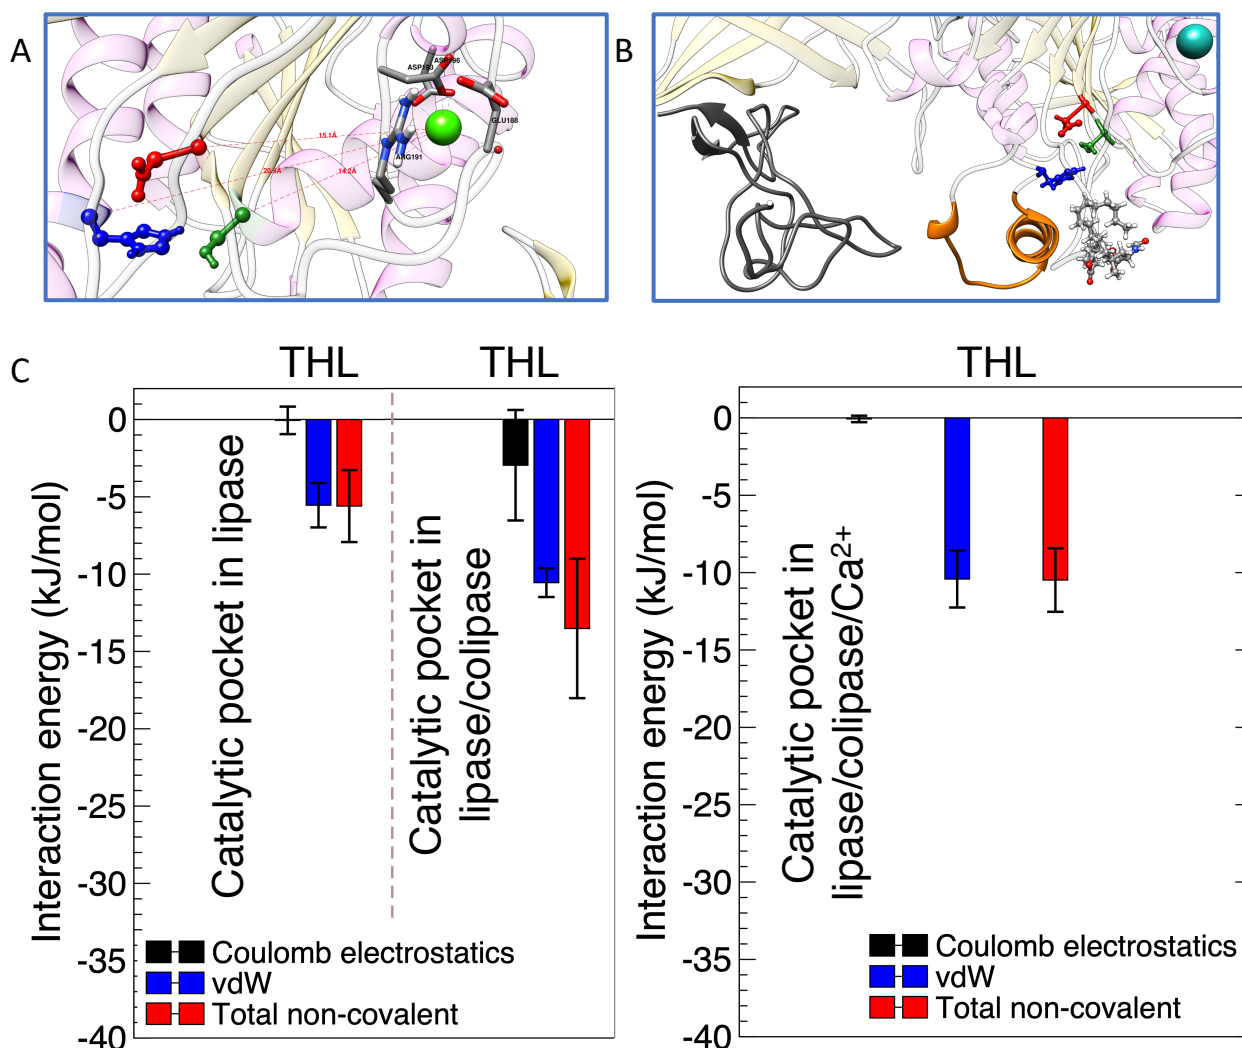 A
B
ASP196
ASP193
GLU188
15.1Å
ARG191
20.9Å
14.2Å
C
THL
THL
0
-5
-10
-15
-20
-25
-30
-35
-40
Interaction energy (kJ/mol)
Catalytic pocket in lipase
Catalytic pocket in
lipase/colipase
Coulomb electrostatics
vdW
Total non-covalent
THL
0
-5
-10
-15
-20
-25
-30
-35
-40
Interaction energy (kJ/mol)
Catalytic pocket in
lipase/colipase/Ca²⁺
Coulomb electrostatics
vdW
Total non-covalent